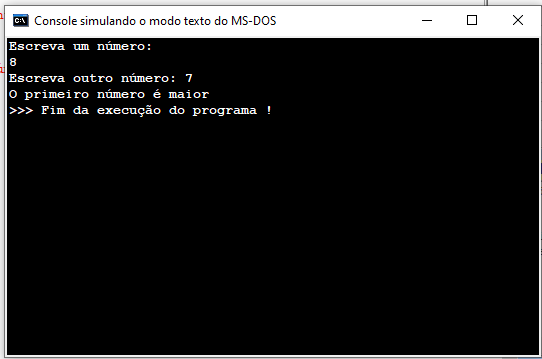 Console simulando o modo texto do MS-DOS
Escreva um número:
8
Escreva outro número: 7
O primeiro número é maior
>>> Fim da execução do programa !